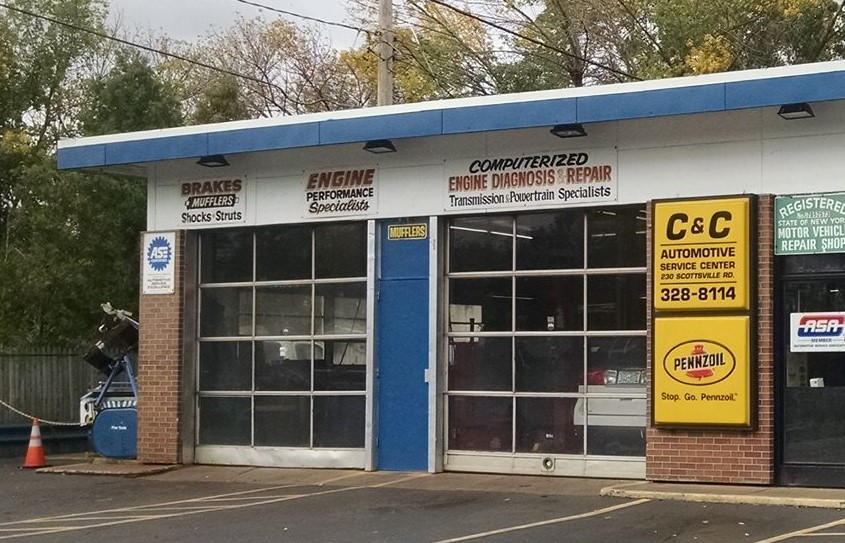 BRAKES
& MUFFLERS
Shocks & Struts
ENGINE
PERFORMANCE
Specialists
COMPUTERIZED
ENGINE DIAGNOSIS & REPAIR
Transmission & Powertrain Specialists
ASE
MUFFLERS
C & C
AUTOMOTIVE
SERVICE CENTER
230 SCOTTSVILLE RD.
328-8114
PENNZOIL
Stop. Go. Pennzoil.™
REGISTERED
STATE OF NEW YORK
MOTOR VEHICLE
REPAIR SHOP
ASA
MEMBER